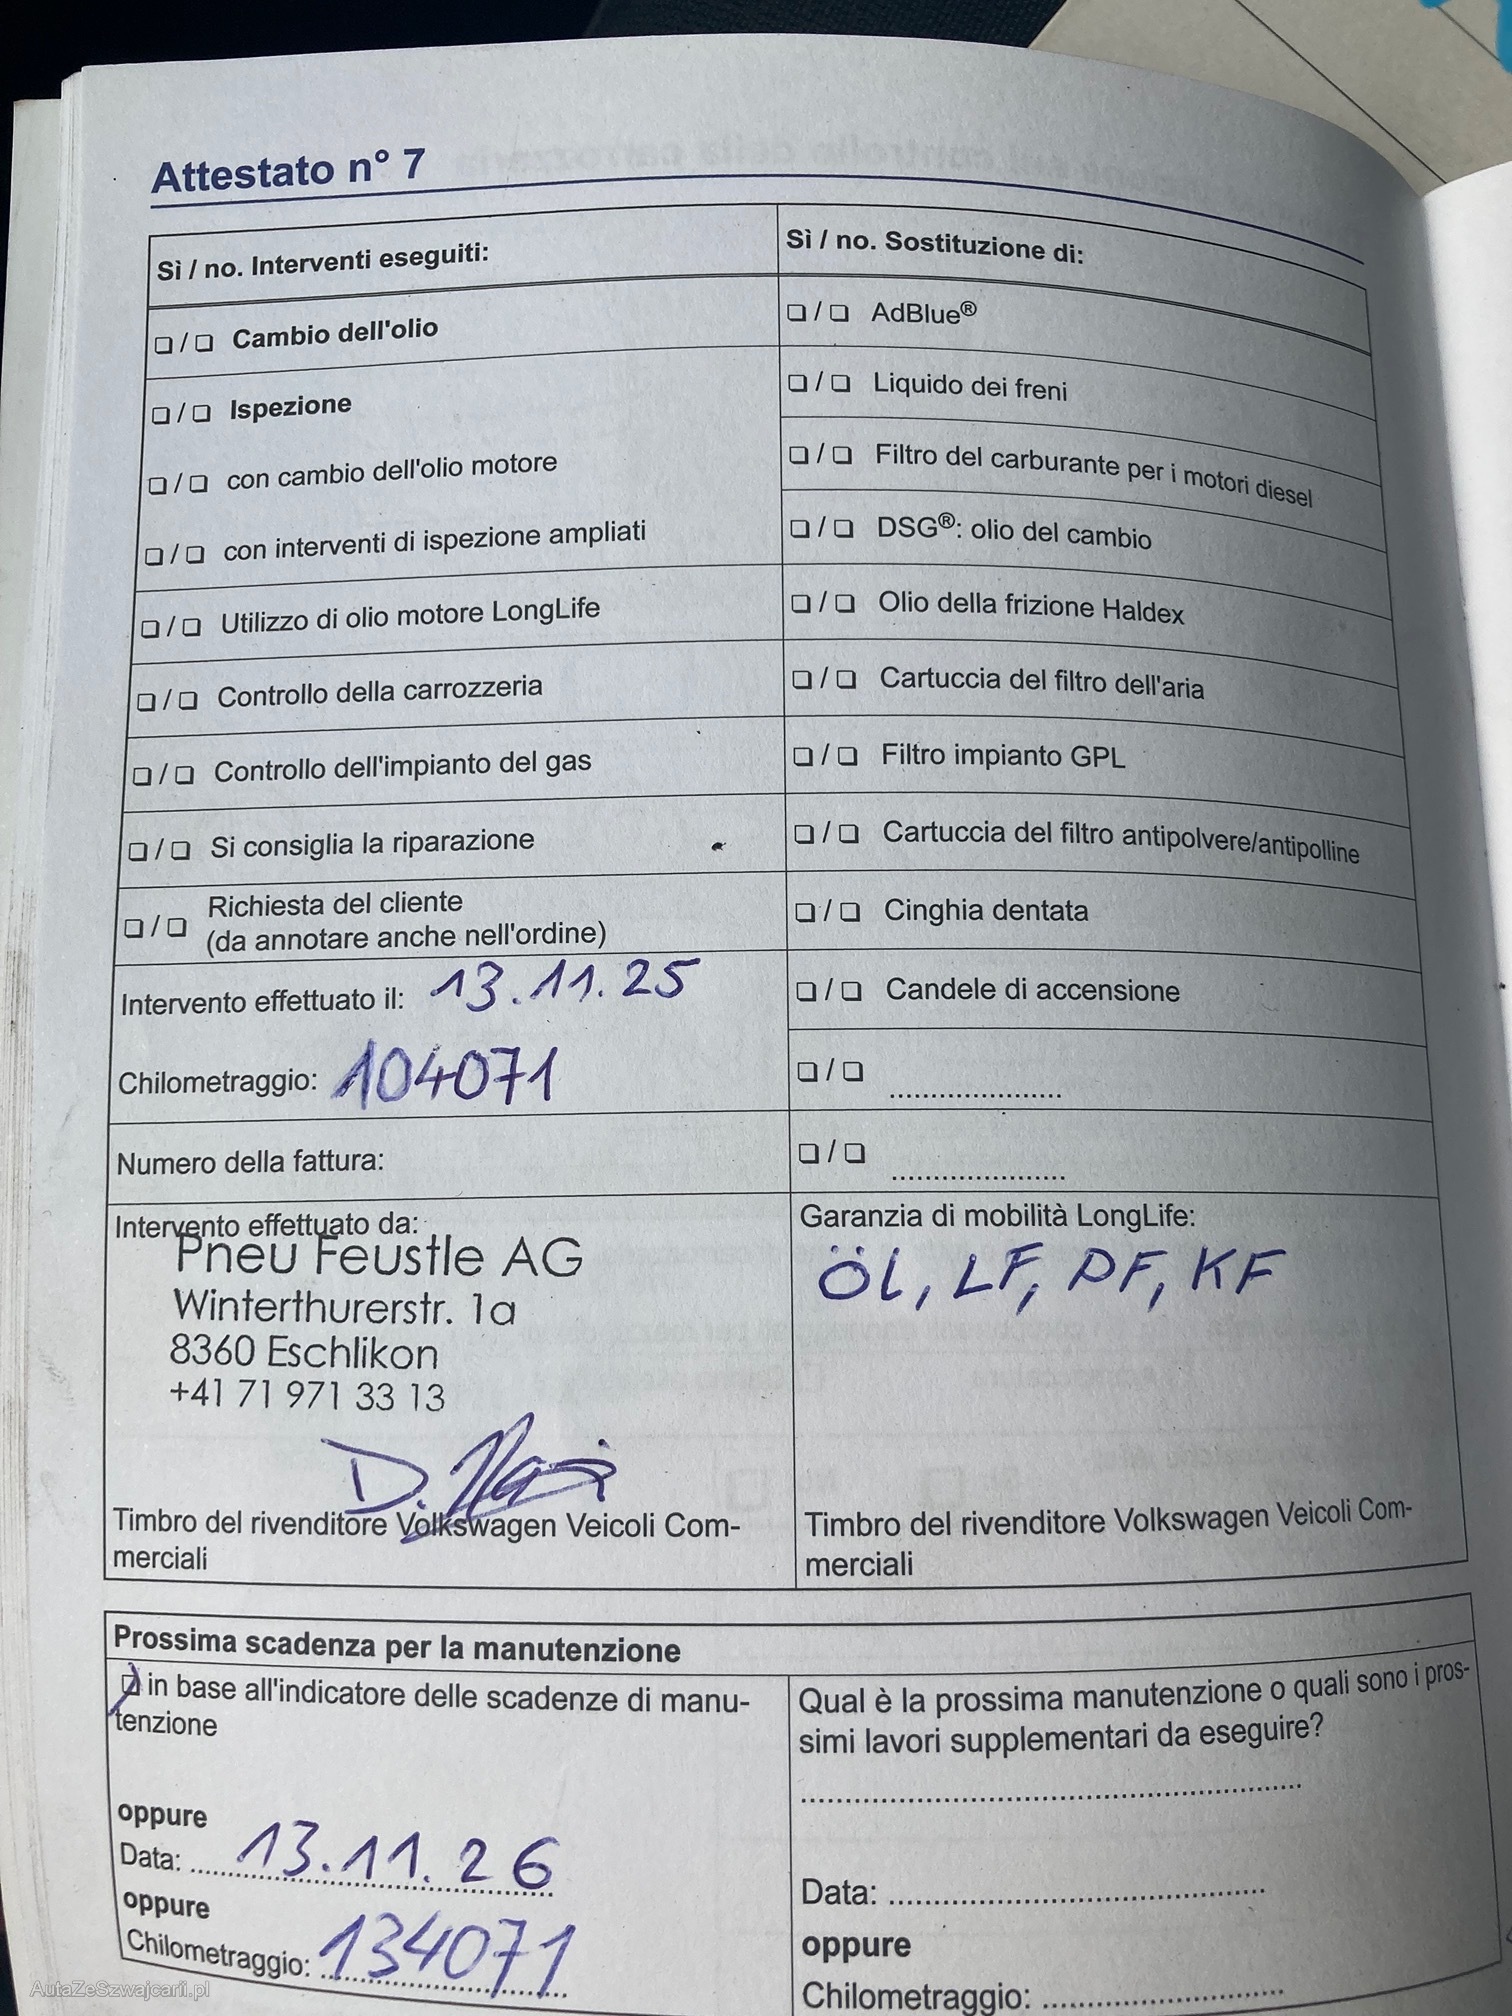 Attestato n° 7
Sì / no. Interventi eseguiti:
❏ / ❏ Cambio dell'olio
❏ / ❏ Ispezione
❏ / ❏ con cambio dell'olio motore
❏ / ❏ con interventi di ispezione ampliati
❏ / ❏ Utilizzo di olio motore LongLife
❏ / ❏ Controllo della carrozzeria
❏ / ❏ Controllo dell'impianto del gas
❏ / ❏ Si consiglia la riparazione
❏ / ❏ Richiesta del cliente
(da annotare anche nell'ordine)
Intervento effettuato il: 13.11.25
Chilometraggio: 104071
Numero della fattura:
Intervento effettuato da:
Pneu Feustle AG
Winterthurerstr. 1a
8360 Eschlikon
+41 71 971 33 13
D.
Timbro del rivenditore Volkswagen Veicoli Com-
merciali
Sì / no. Sostituzione di:
❏ / ❏ AdBlue®
❏ / ❏ Liquido dei freni
❏ / ❏ Filtro del carburante per i motori diesel
❏ / ❏ DSG®: olio del cambio
❏ / ❏ Olio della frizione Haldex
❏ / ❏ Cartuccia del filtro dell'aria
❏ / ❏ Filtro impianto GPL
❏ / ❏ Cartuccia del filtro antipolvere/antipolline
❏ / ❏ Cinghia dentata
❏ / ❏ Candele di accensione
❏ / ❏ .....................
❏ / ❏ .....................
Garanzia di mobilità LongLife:
Öl, LF, PF, KF
Timbro del rivenditore Volkswagen Veicoli Com-
merciali
Prossima scadenza per la manutenzione
❏ in base all'indicatore delle scadenze di manu-
tenzione
oppure
Data: 13.11.26
oppure
Chilometraggio: 134071
Qual è la prossima manutenzione o quali sono i pros-
simi lavori supplementari da eseguire?
............................................................
Data: .............................................
oppure
Chilometraggio: .............................
AutaZeSzwajcarii.pl